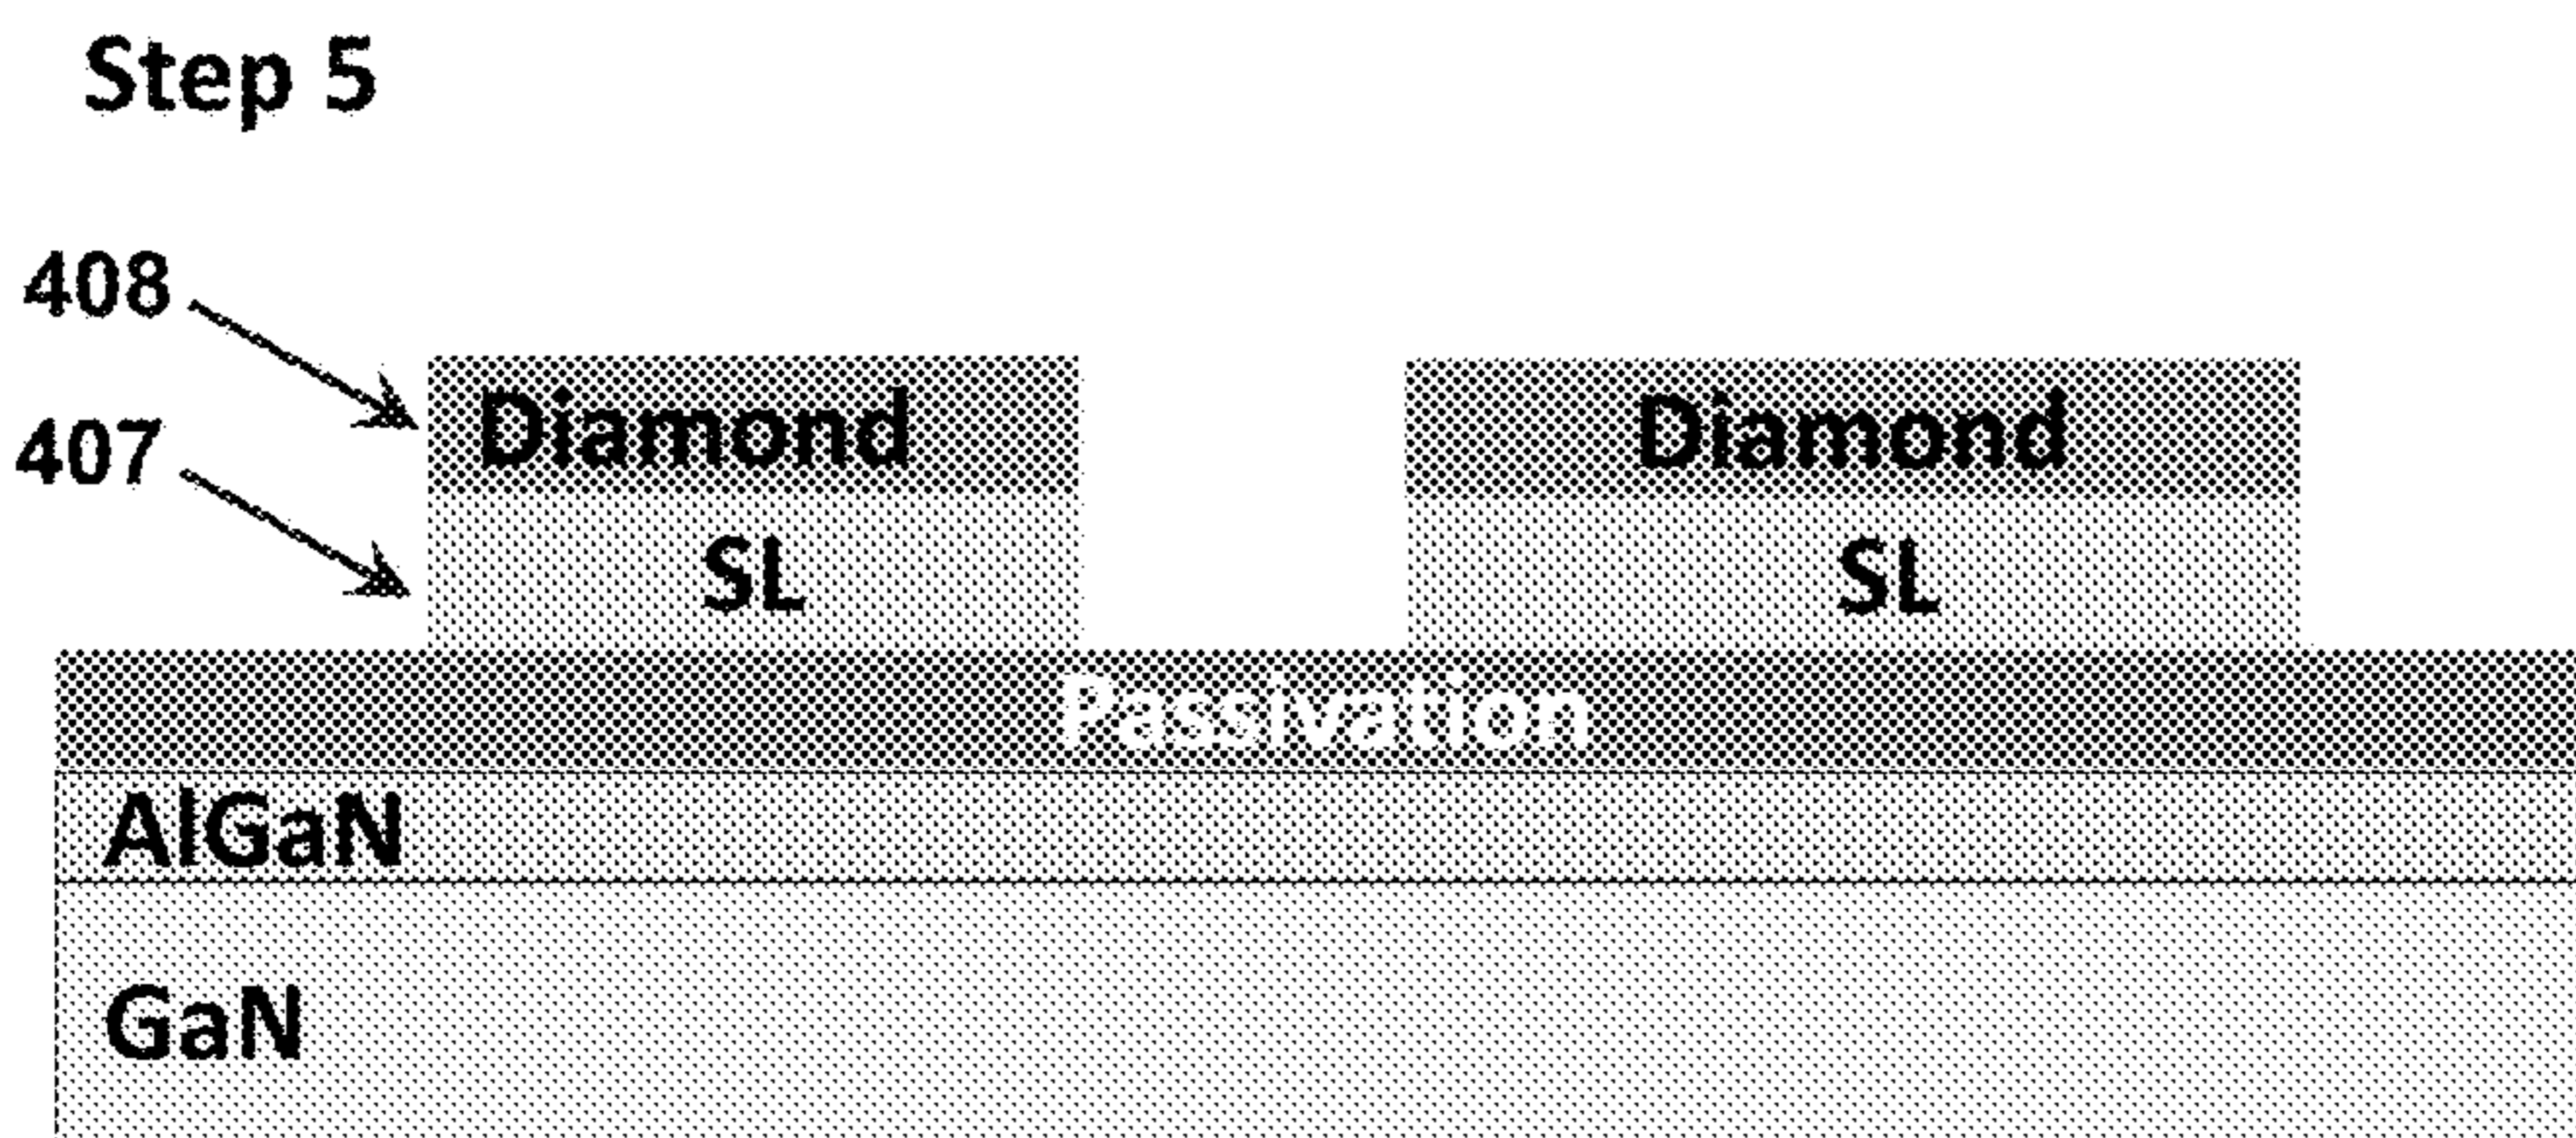 Step 5
408
Diamond
Diamond
407
SL
SL
Passivation
AlGaN
GaN